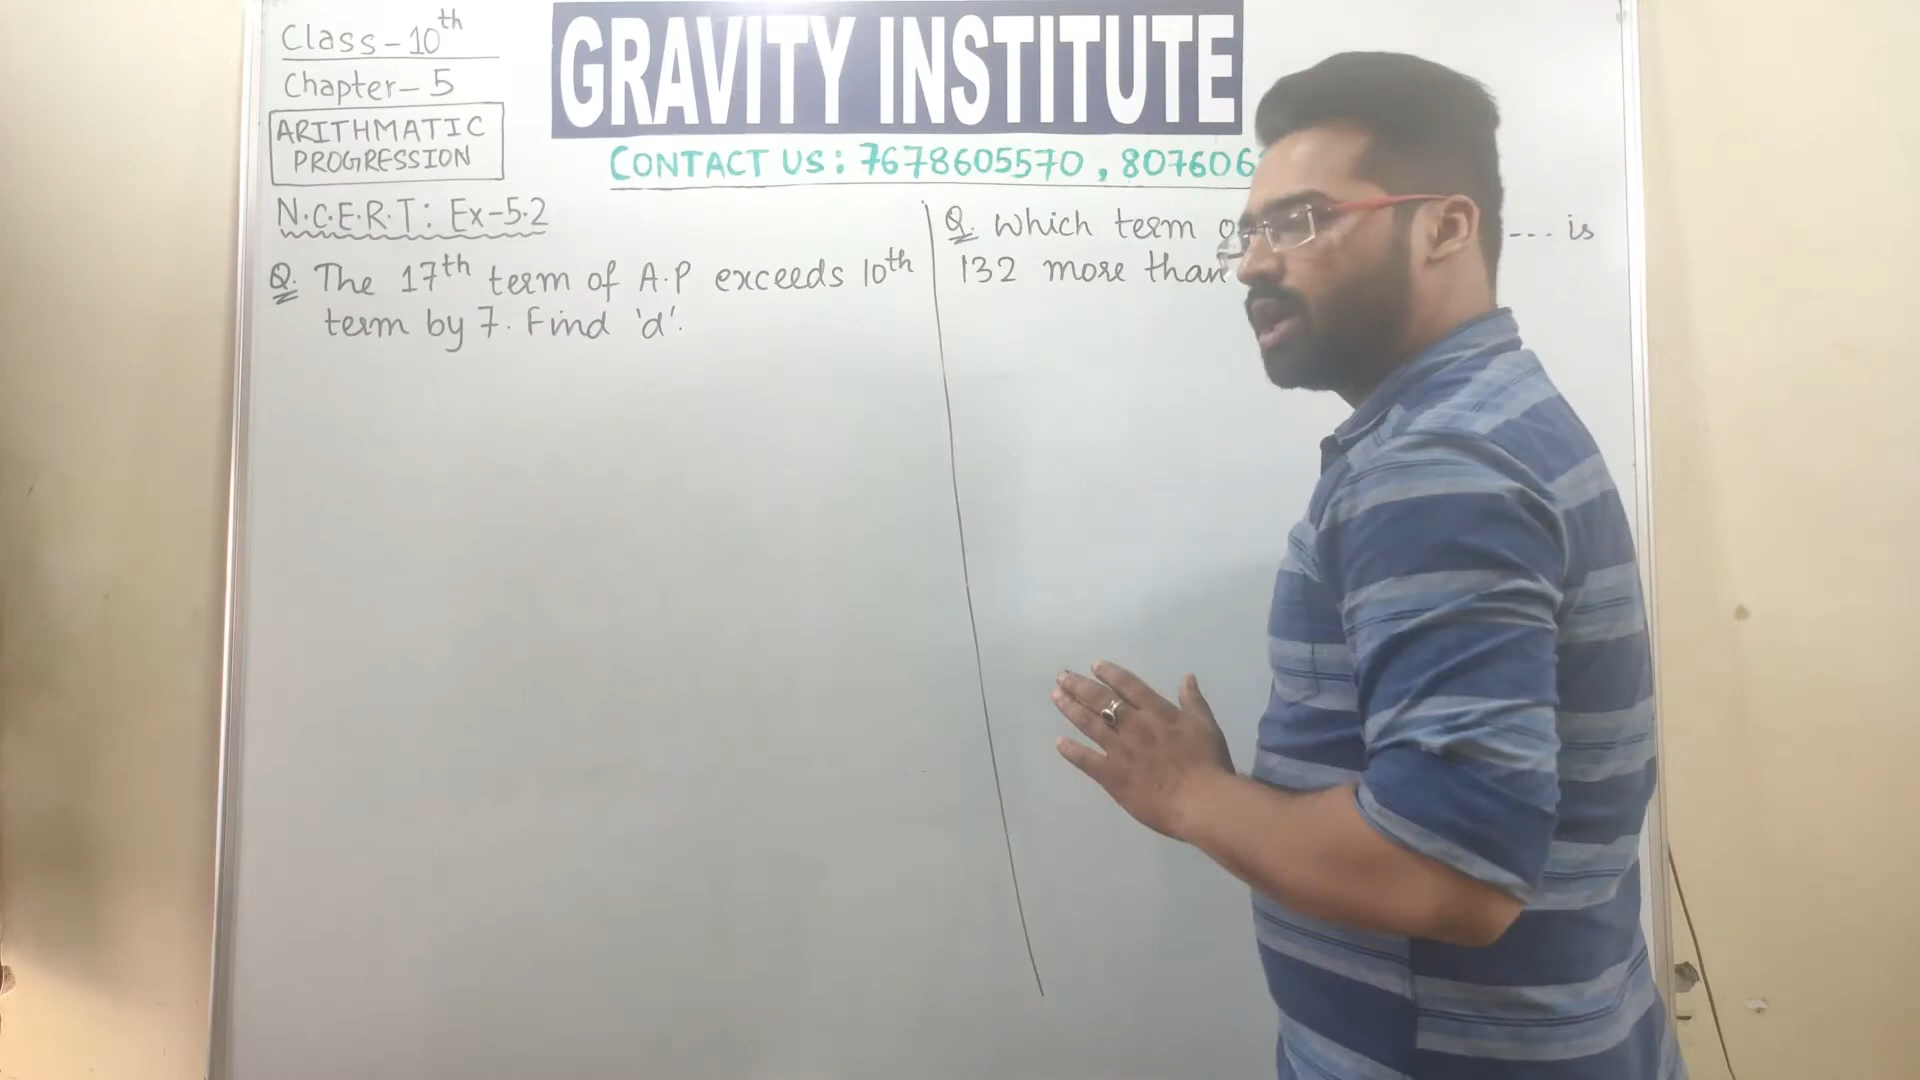 Class-10th
Chapter-5
ARITHMATIC
PROGRESSION
GRAVITY INSTITUTE
CONTACT US: 7678605570, 807606
N.C.E.R.T: Ex-5.2
Q. The 17th term of A.P exceeds 10th
term by 7. Find 'd'.
Q. Which term --- is
132 more than